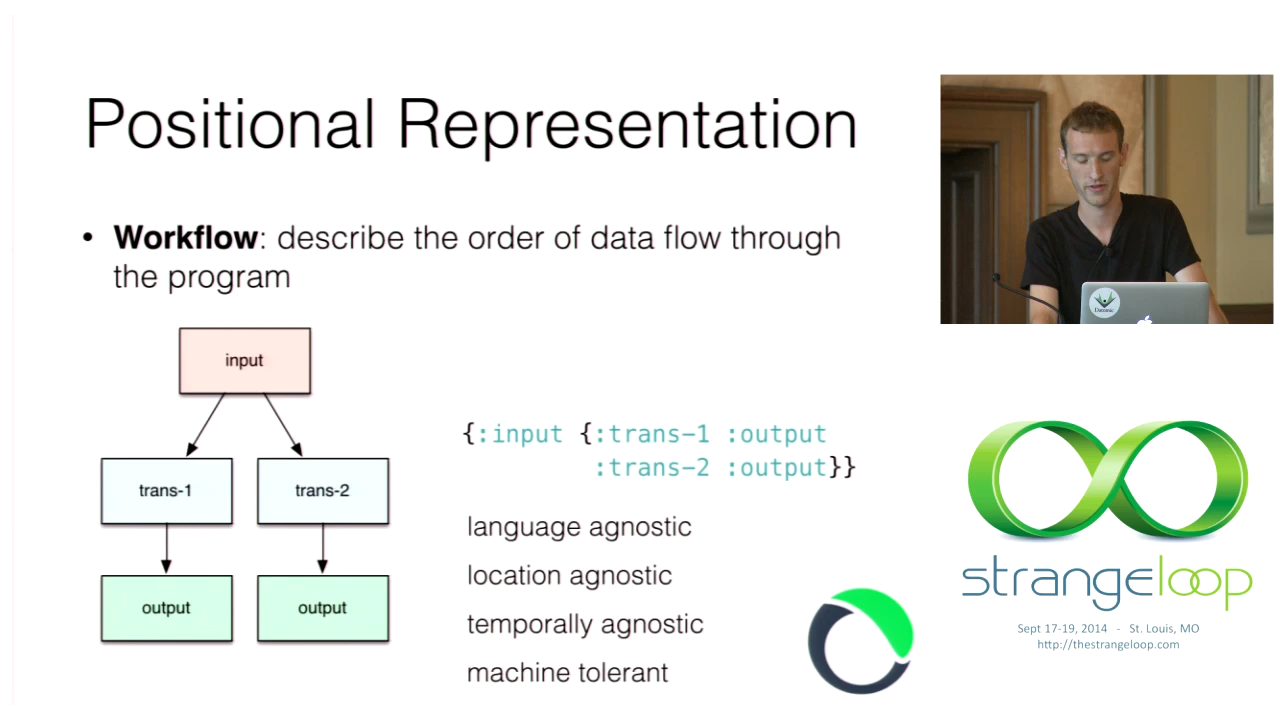 Positional Representation
• Workflow: describe the order of data flow through
the program
input
trans-1
trans-2
output
output
{:input {:trans-1 :output
:trans-2 :output}}
language agnostic
location agnostic
temporally agnostic
machine tolerant
Datomic
strangeloop
Sept 17-19, 2014 - St. Louis, MO
http://thestrangeloop.com